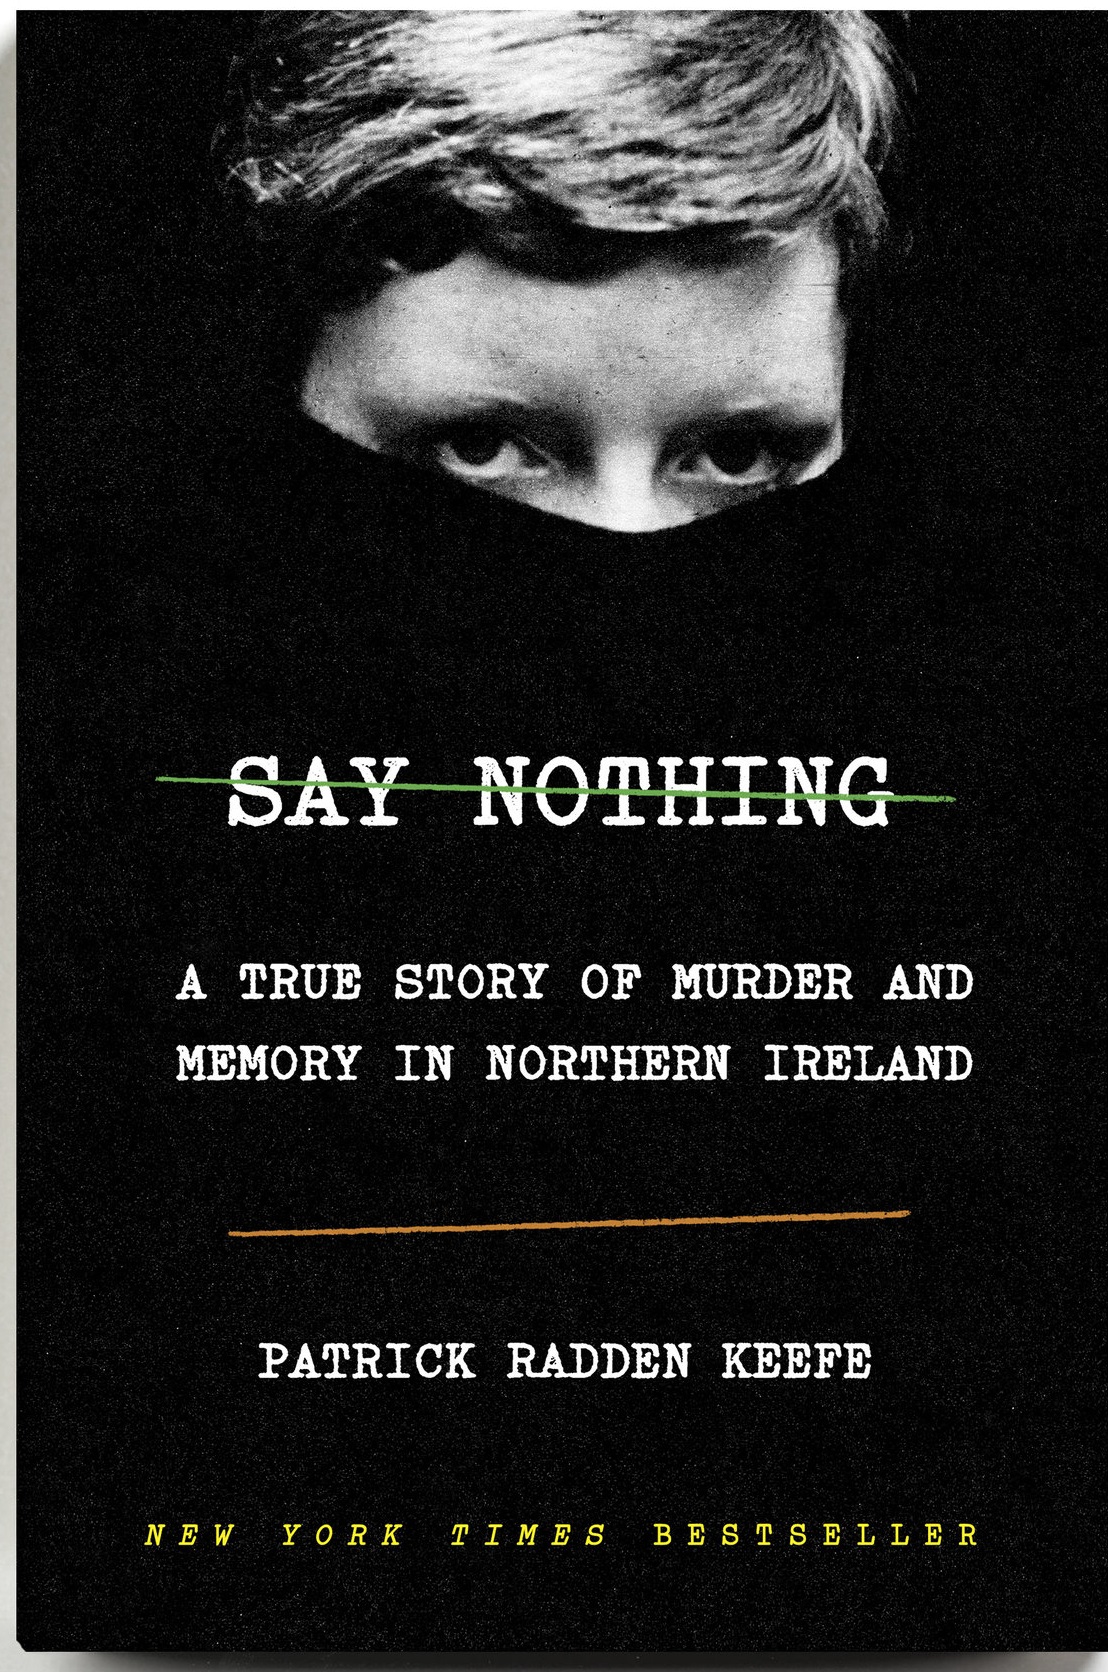 SAY NOTHING
A TRUE STORY OF MURDER AND
MEMORY IN NORTHERN IRELAND
PATRICK RADDEN KEEFE
NEW YORK TIMES BESTSELLER